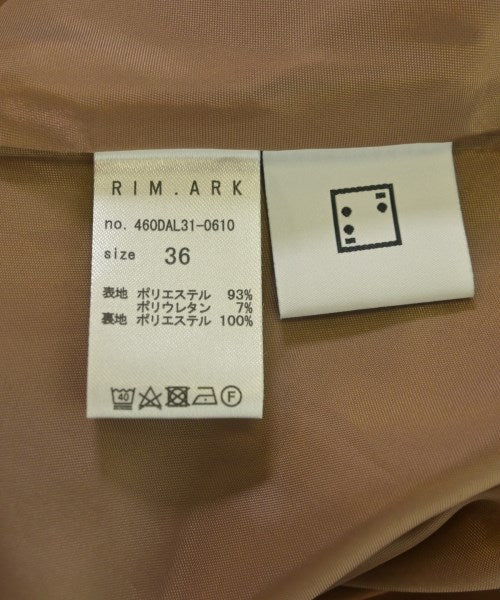 RIM.ARK
no. 460DAL31-0610
size 36
表地 ポリエステル 93%
ポリウレタン 7%
裏地 ポリエステル 100%
40
F